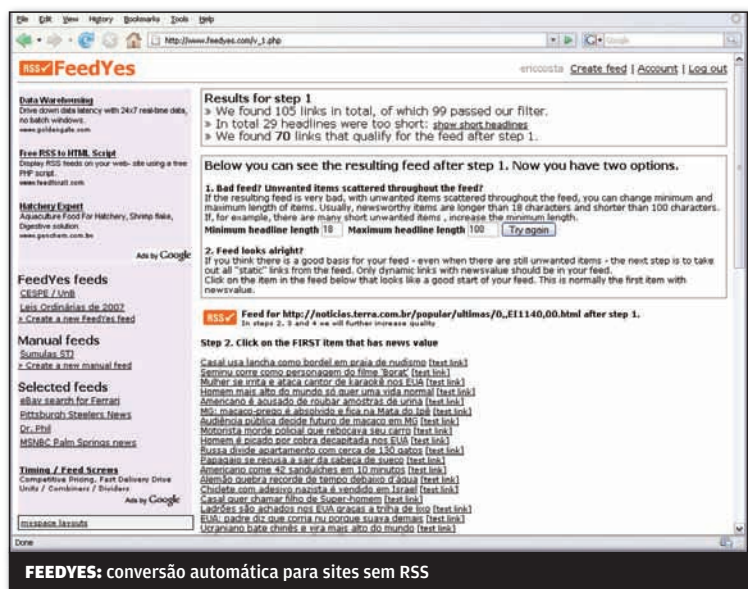 File Edit View History Bookmarks Tools Help
http://www.feedyes.com/v_1.php
Google
RSS FeedYes
ericcosta Create feed | Account | Log out
Data Warehousing
Drive down data latency with 24x7 real-time data, no batch windows.
www.goldengate.com
Free RSS to HTML Script
Display RSS feeds on your web- site using a free PHP script.
www.feedroll.com
Hatchery Expert
Aquaculture Food For Hatchery, Shrimp flake, Digestive solution
Ads by Google
FeedYes feeds
CESPE / UnB
Leis Ordinárias de 2007
> Create a new FeedYes feed
Manual feeds
Sumulas STJ
> Create a new manual feed
Selected feeds
eBay search for Ferrari
Pittsburgh Steelers News
Dr. Phil
MSNBC Palm Springs news
Timing / Feed Screws
Competitive Pricing, Fast Delivery Drive Units / Combiners / Dividers
Ads by Google
myspace layouts
Results for step 1
» We found 105 links in total, of which 99 passed our filter.
» In total 29 headlines were too short: show short headlines
» We found 70 links that qualify for the feed after step 1.
Below you can see the resulting feed after step 1. Now you have two options.
1. Bad feed? Unwanted items scattered throughout the feed?
If the resulting feed is very bad, with unwanted items scattered throughout the feed, you can change minimum and
maximum length of items. Usually, newsworthy items are longer than 18 characters and shorter than 100 characters.
If, for example, there are many short unwanted items , increase the minimum length.
Minimum headline length 18 Maximum headline length 100 Try again
2. Feed looks alright?
If you think there is a good basis for your feed - even when there are still unwanted items - the next step is to take
out all "static" links from the feed. Only dynamic links with newsvalue should be in your feed.
Click on the item in the feed below that looks like a good start of your feed. This is normally the first item with
newsvalue.
RSS Feed for http://noticias.terra.com.br/popular/ultimas/0,,EI1140,00.html after step 1.
In steps 2, 3 and 4 we will further increase quality
Step 2. Click on the FIRST item that has news value
Casal usa lancha como bordel em praia de nudismo [test link]
Seminu corre como personagem do filme 'Borat' [test link]
Mulher se irrita e ataca cantor de karaokê nos EUA [test link]
Homem mais alto do mundo só quer uma vida normal [test link]
Americano é acusado de roubar amostras de urina [test link]
MG: macaco-prego é absolvido e fica na Mata do Ipê [test link]
Audiência pública decide futuro de macaco em MG [test link]
Motorista morde policial que rebocava seu carro [test link]
Homem é picado por cobra decapitada nos EUA [test link]
Russa divide apartamento com cerca de 130 gatos [test link]
Papagaio se recusa a sair da cabeça de sueco [test link]
Americano come 42 sanduíches em 10 minutos [test link]
Alemão quebra recorde de tempo debaixo d'água [test link]
Chiclete com adesivo nazista é vendido em Israel [test link]
Casal quer chamar filho de Super-homem [test link]
Ladrões são achados nos EUA graças a trilha de lixo [test link]
EUA: padre diz que corria nu porque suava demais [test link]
Ucraniano bate chinês e vira mais alto do mundo [test link]
Done
FEEDYES: conversão automática para sites sem RSS